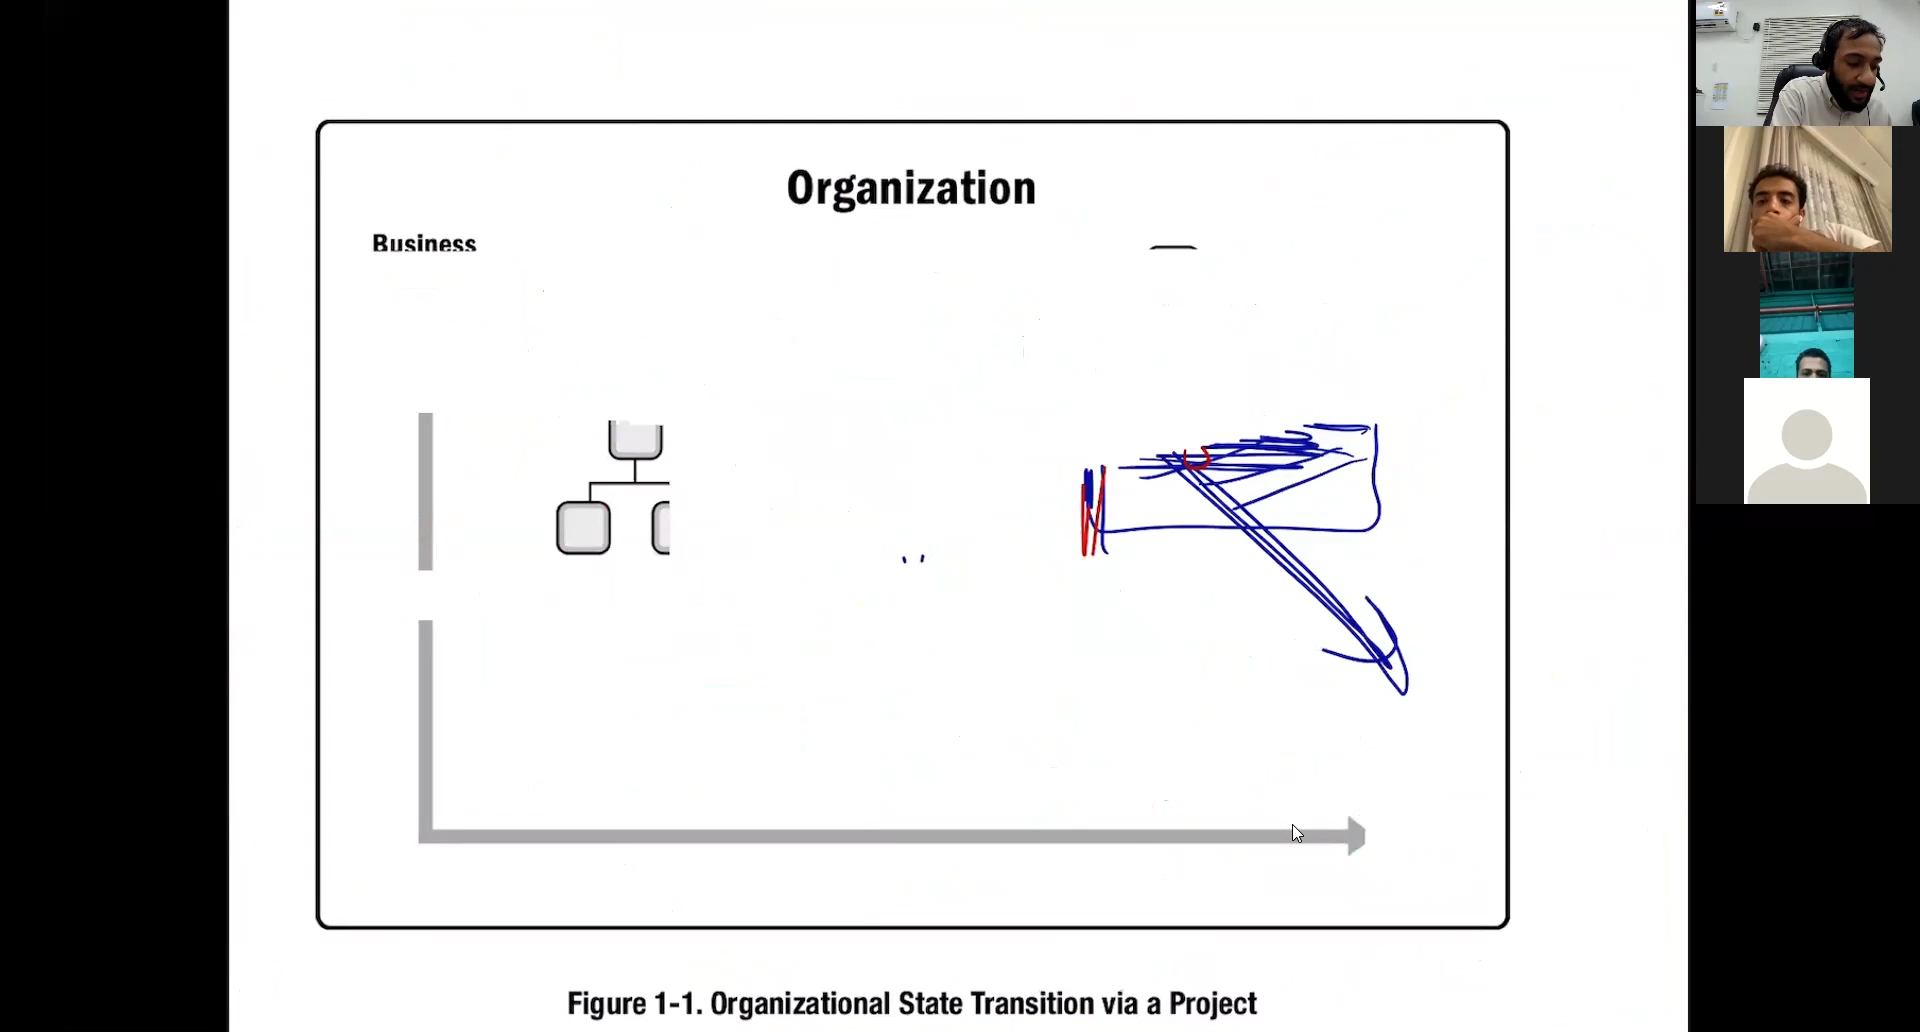 Organization
Business
Figure 1-1. Organizational State Transition via a Project